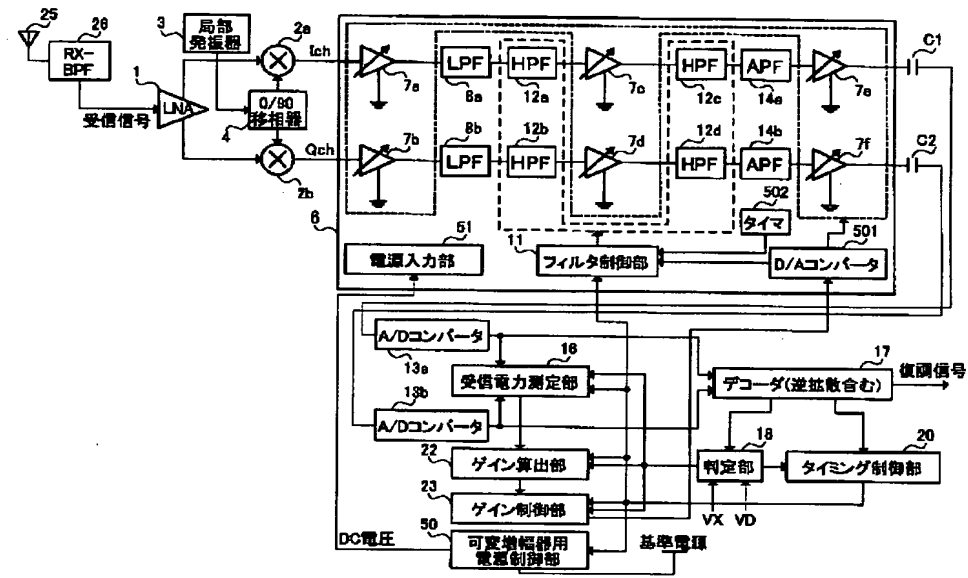 25
26
RX-
BPF
3
局部
発振器
1
LNA
受信信号
2a
Ich
0/90
移相器
4
Qch
2b
6
7a
LPF
8a
HPF
12a
7c
HPF
12c
APF
14a
7e
C1
7b
LPF
8b
HPF
12b
7d
HPF
12d
APF
14b
7f
C2
502
タイマ
51
電源入力部
11
フィルタ制御部
501
D/Aコンバータ
A/Dコンバータ
13a
16
受信電力測定部
17
デコーダ(逆拡散含む)
復調信号
13b
A/Dコンバータ
22
ゲイン算出部
18
判定部
20
タイミング制御部
23
ゲイン制御部
VX
VD
50
DC電圧
可変増幅器用
電源制御部
基準電源